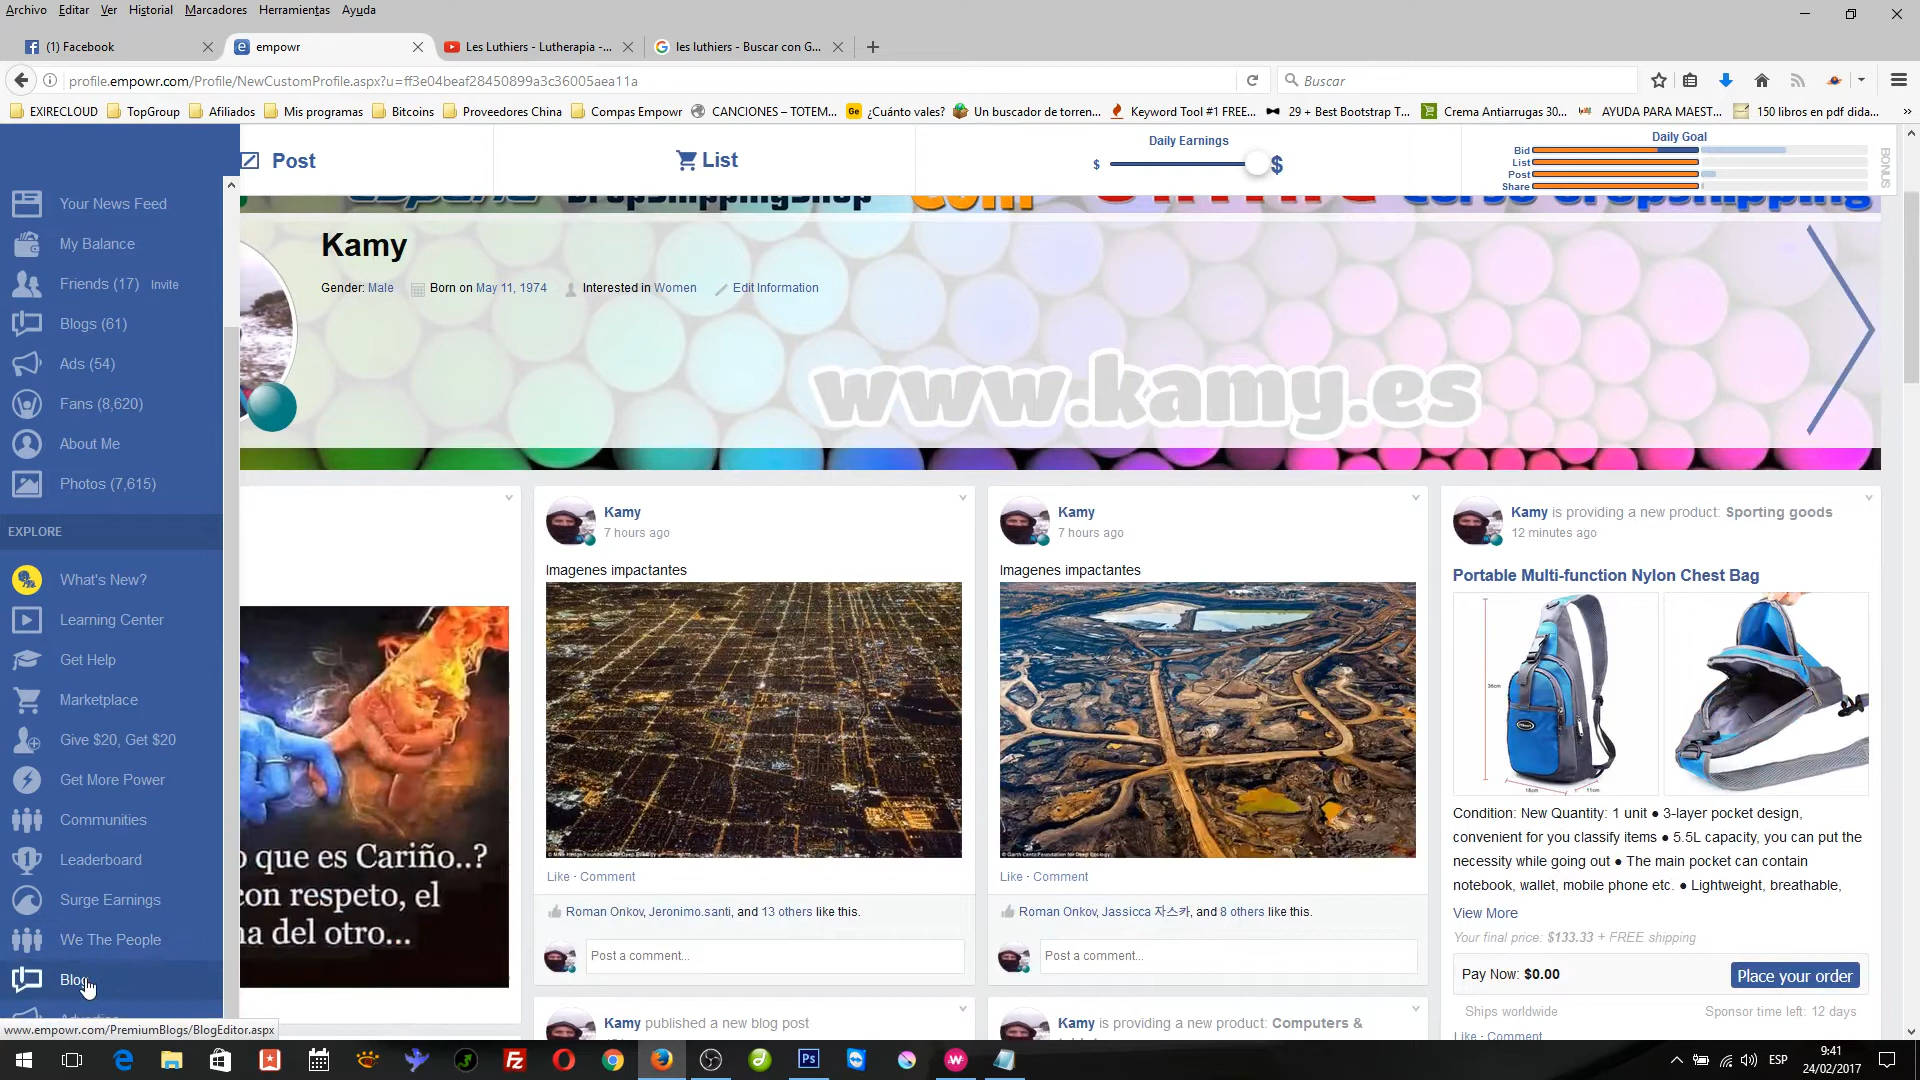 Archivo Editar Ver Historial Marcadores Herramientas Ayuda
(1) Facebook
empowr
Les Luthiers - Lutherapia -...
les luthiers - Buscar con G...
profile.empowr.com/Profile/NewCustomProfile.aspx?u=ff3e04beaf28450899a3c36005aea11a
Buscar
EXIRECLOUD TopGroup Afiliados Mis programas Bitcoins Proveedores China Compas Empowr CANCIONES – TOTEM... ¿Cuánto vales? Un buscador de torren... Keyword Tool #1 FREE... 29 + Best Bootstrap T... Crema Antiarrugas 30... AYUDA PARA MAEST... 150 libros en pdf dida...
Post
List
Daily Earnings
$ $
Daily Goal
Bid
List
Post
Share
BONUS
Your News Feed
My Balance
Friends (17) Invite
Blogs (61)
Ads (54)
Fans (8,620)
About Me
Photos (7,615)
EXPLORE
What's New?
Learning Center
Get Help
Marketplace
Give $20, Get $20
Get More Power
Communities
Leaderboard
Surge Earnings
We The People
Blog
www.empowr.com/PremiumBlogs/BlogEditor.aspx
Kamy
Gender: Male Born on May 11, 1974 Interested in Women Edit Information
www.kamy.es
o que es Cariño..?
con respeto, el
a del otro...
Kamy
7 hours ago
Imagenes impactantes
Like · Comment
Roman Onkov, Jeronimo.santi, and 13 others like this.
Post a comment...
Kamy published a new blog post
Kamy
7 hours ago
Imagenes impactantes
Like · Comment
Roman Onkov, Jassicca 자스카, and 8 others like this.
Post a comment...
Kamy is providing a new product: Computers &
Kamy is providing a new product: Sporting goods
12 minutes ago
Portable Multi-function Nylon Chest Bag
36cm
18cm
11cm
Condition: New Quantity: 1 unit ● 3-layer pocket design,
convenient for you classify items ● 5.5L capacity, you can put the
necessity while going out ● The main pocket can contain
notebook, wallet, mobile phone etc. ● Lightweight, breathable,
View More
Your final price: $133.33 + FREE shipping
Pay Now: $0.00
Place your order
Ships worldwide
Sponsor time left: 12 days
Like · Comment
ESP
9:41
24/02/2017